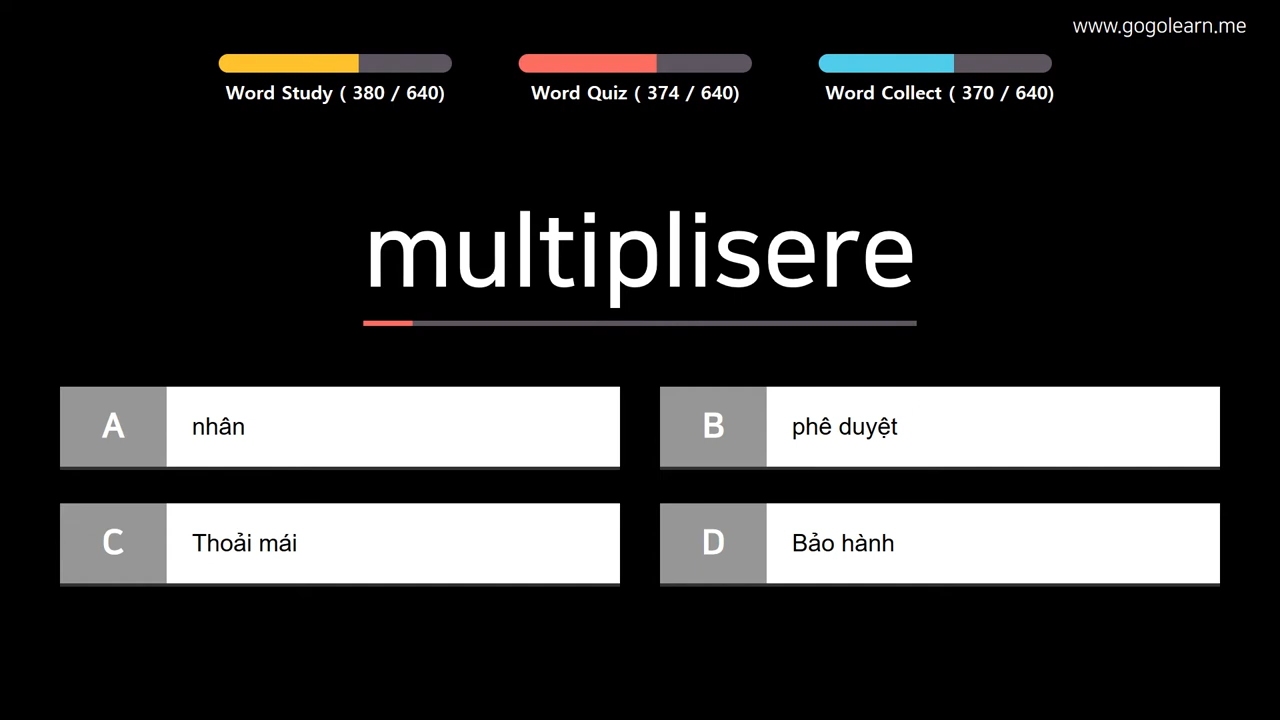 www.gogolearn.me
Word Study ( 380 / 640)
Word Quiz ( 374 / 640)
Word Collect ( 370 / 640)
multiplisere
A
nhân
B
phê duyệt
C
Thoải mái
D
Bảo hành